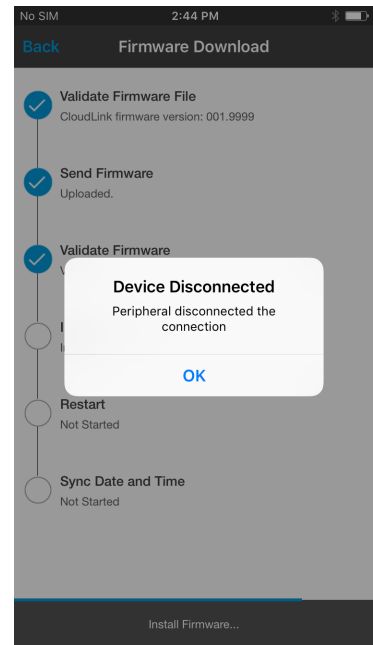 No SIM 2:44 PM
Back Firmware Download
Validate Firmware File
CloudLink firmware version: 001.9999
Send Firmware
Uploaded.
Validate Firmware
Device Disconnected
Peripheral disconnected the
connection
OK
Restart
Not Started
Sync Date and Time
Not Started
Install Firmware...